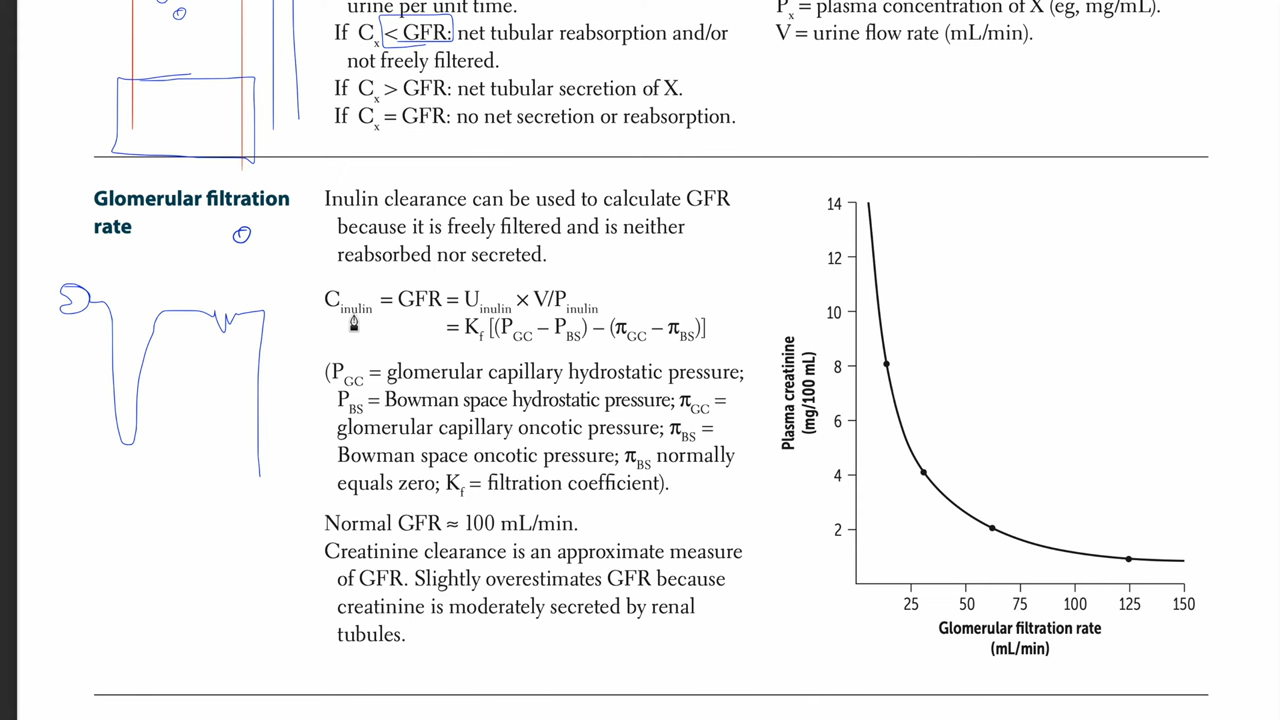 urine per unit time.
If Cx < GFR: net tubular reabsorption and/or
not freely filtered.
If Cx > GFR: net tubular secretion of X.
If Cx = GFR: no net secretion or reabsorption.
Px = plasma concentration of X (eg, mg/mL).
V = urine flow rate (mL/min).
Glomerular filtration
rate
Inulin clearance can be used to calculate GFR
because it is freely filtered and is neither
reabsorbed nor secreted.
Cinulin = GFR = Uinulin × V/Pinulin
= Kf [(PGC – PBS) – (πGC – πBS)]
(PGC = glomerular capillary hydrostatic pressure;
PBS = Bowman space hydrostatic pressure; πGC =
glomerular capillary oncotic pressure; πBS =
Bowman space oncotic pressure; πBS normally
equals zero; Kf = filtration coefficient).
Normal GFR ≈ 100 mL/min.
Creatinine clearance is an approximate measure
of GFR. Slightly overestimates GFR because
creatinine is moderately secreted by renal
tubules.
Plasma creatinine
(mg/100 mL)
14
12
10
8
6
4
2
25 50 75 100 125 150
Glomerular filtration rate
(mL/min)